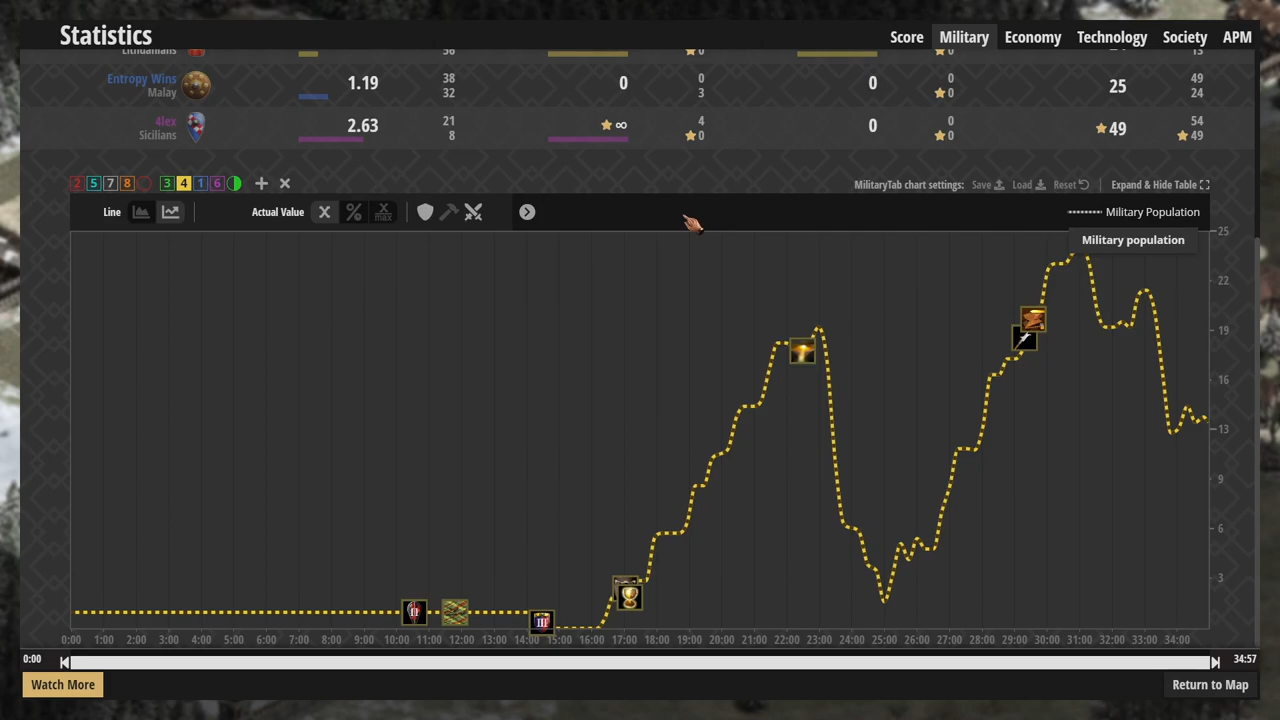 Statistics
Score Military Economy Technology Society APM
Lithuanians 56 0 0 13
Entropy Wins 1.19 38 0 0 0 0 25 49
Malay 32 3 0 24
4lex 2.63 21 ∞ 4 0 0 49 54
Sicilians 8 0 0 49
2 5 7 8 3 4 1 6 MilitaryTab chart settings: Save Load Reset Expand & Hide Table
Line Actual Value X % X max Military Population
Military population
25
22
19
16
13
9
6
3
II
III
0:00 1:00 2:00 3:00 4:00 5:00 6:00 7:00 8:00 9:00 10:00 11:00 12:00 13:00 14:00 15:00 16:00 17:00 18:00 19:00 20:00 21:00 22:00 23:00 24:00 25:00 26:00 27:00 28:00 29:00 30:00 31:00 32:00 33:00 34:00
0:00 34:57
Watch More Return to Map